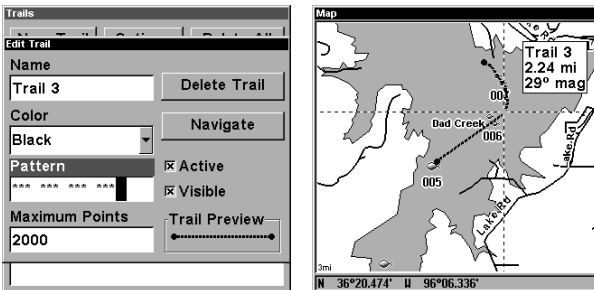 Trails
Edit Trail
Name
Trail 3
Delete Trail
Color
Black
Navigate
Pattern
*** *** *** ***
Active
Visible
Maximum Points
2000
Trail Preview
Map
Trail 3
2.24 mi
29º mag
00
Dad Creek
006
005
Lake Rd
Lake Rd
3mi
N 36º20.474' W 96º06.336'